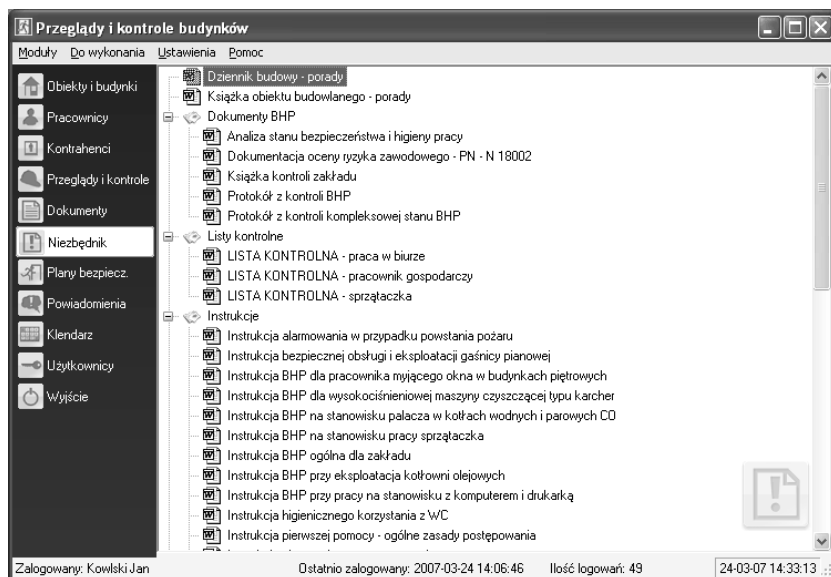 Przeglądy i kontrole budynków
Moduły Do wykonania Ustawienia Pomoc
Obiekty i budynki
Pracownicy
Kontrahenci
Przeglądy i kontrole
Dokumenty
Niezbędnik
Plany bezpiecz.
Powiadomienia
Klendarz
Użytkownicy
Wyjście
Dziennik budowy - porady
Książka obiektu budowlanego - porady
Dokumenty BHP
Analiza stanu bezpieczeństwa i higieny pracy
Dokumentacja oceny ryzyka zawodowego - PN - N 18002
Książka kontroli zakładu
Protokół z kontroli BHP
Protokół z kontroli kompleksowej stanu BHP
Listy kontrolne
LISTA KONTROLNA - praca w biurze
LISTA KONTROLNA - pracownik gospodarczy
LISTA KONTROLNA - sprzątaczka
Instrukcje
Instrukcja alarmowania w przypadku powstania pożaru
Instrukcja bezpiecznej obsługi i eksploatacji gaśnicy pianowej
Instrukcja BHP dla pracownika myjącego okna w budynkach piętrowych
Instrukcja BHP dla wysokociśnieniowej maszyny czyszczącej typu karcher
Instrukcja BHP na stanowisku palacza w kotłach wodnych i parowych CO
Instrukcja BHP na stanowisku pracy sprzątaczka
Instrukcja BHP ogólna dla zakładu
Instrukcja BHP przy eksploatacja kotłowni olejowych
Instrukcja BHP przy pracy na stanowisku z komputerem i drukarką
Instrukcja higienicznego korzystania z WC
Instrukcja pierwszej pomocy - ogólne zasady postępowania
Zalogowany: Kowlski Jan Ostatnio zalogowany: 2007-03-24 14:06:46 Ilość logowań: 49 24-03-07 14:33:13